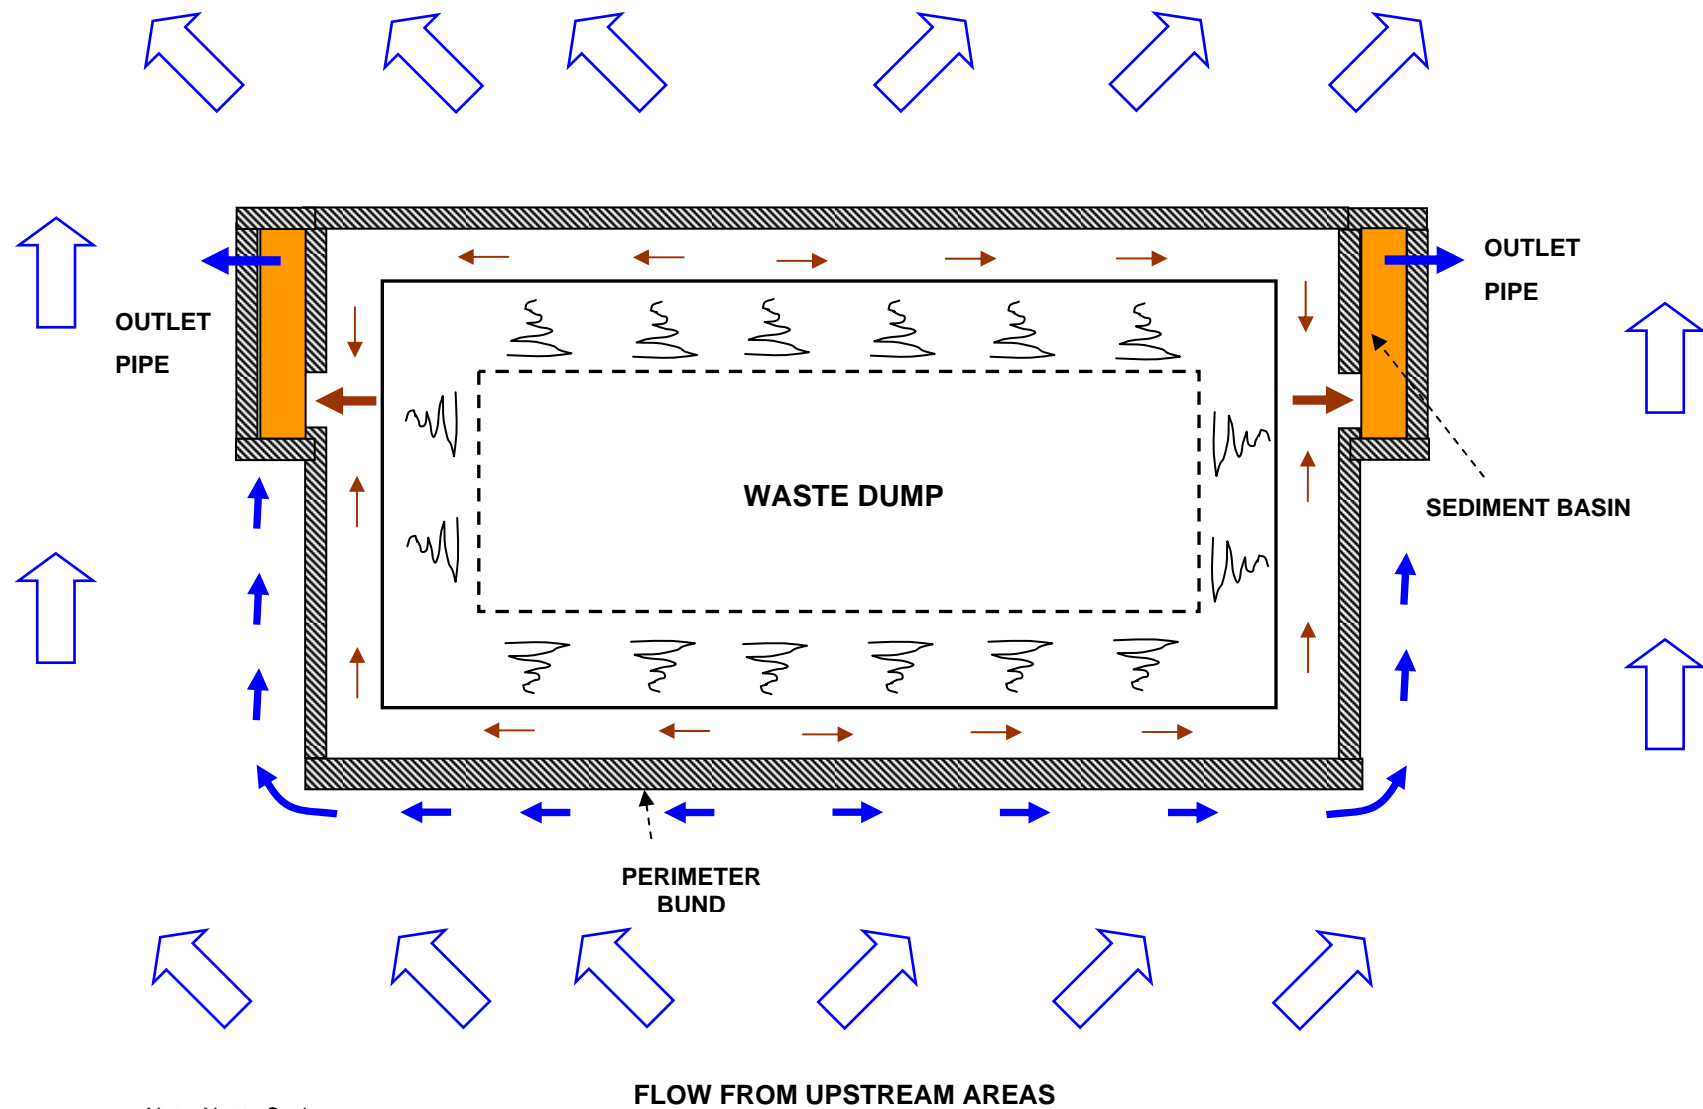 OUTLET
PIPE
OUTLET
PIPE
WASTE DUMP
SEDIMENT BASIN
PERIMETER
BUND
FLOW FROM UPSTREAM AREAS